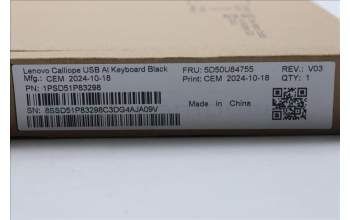 Lenovo Calliope USB AI Keyboard Black
FRU: 5D50U64755
REV.: V03
Mfg.: CEM 2024-10-18
Print: CEM 2024-10-18
QTY: 1
PN: 1PSD51P83298
Made in China
SN: 8SSD51P83298C3DG4AJA09V